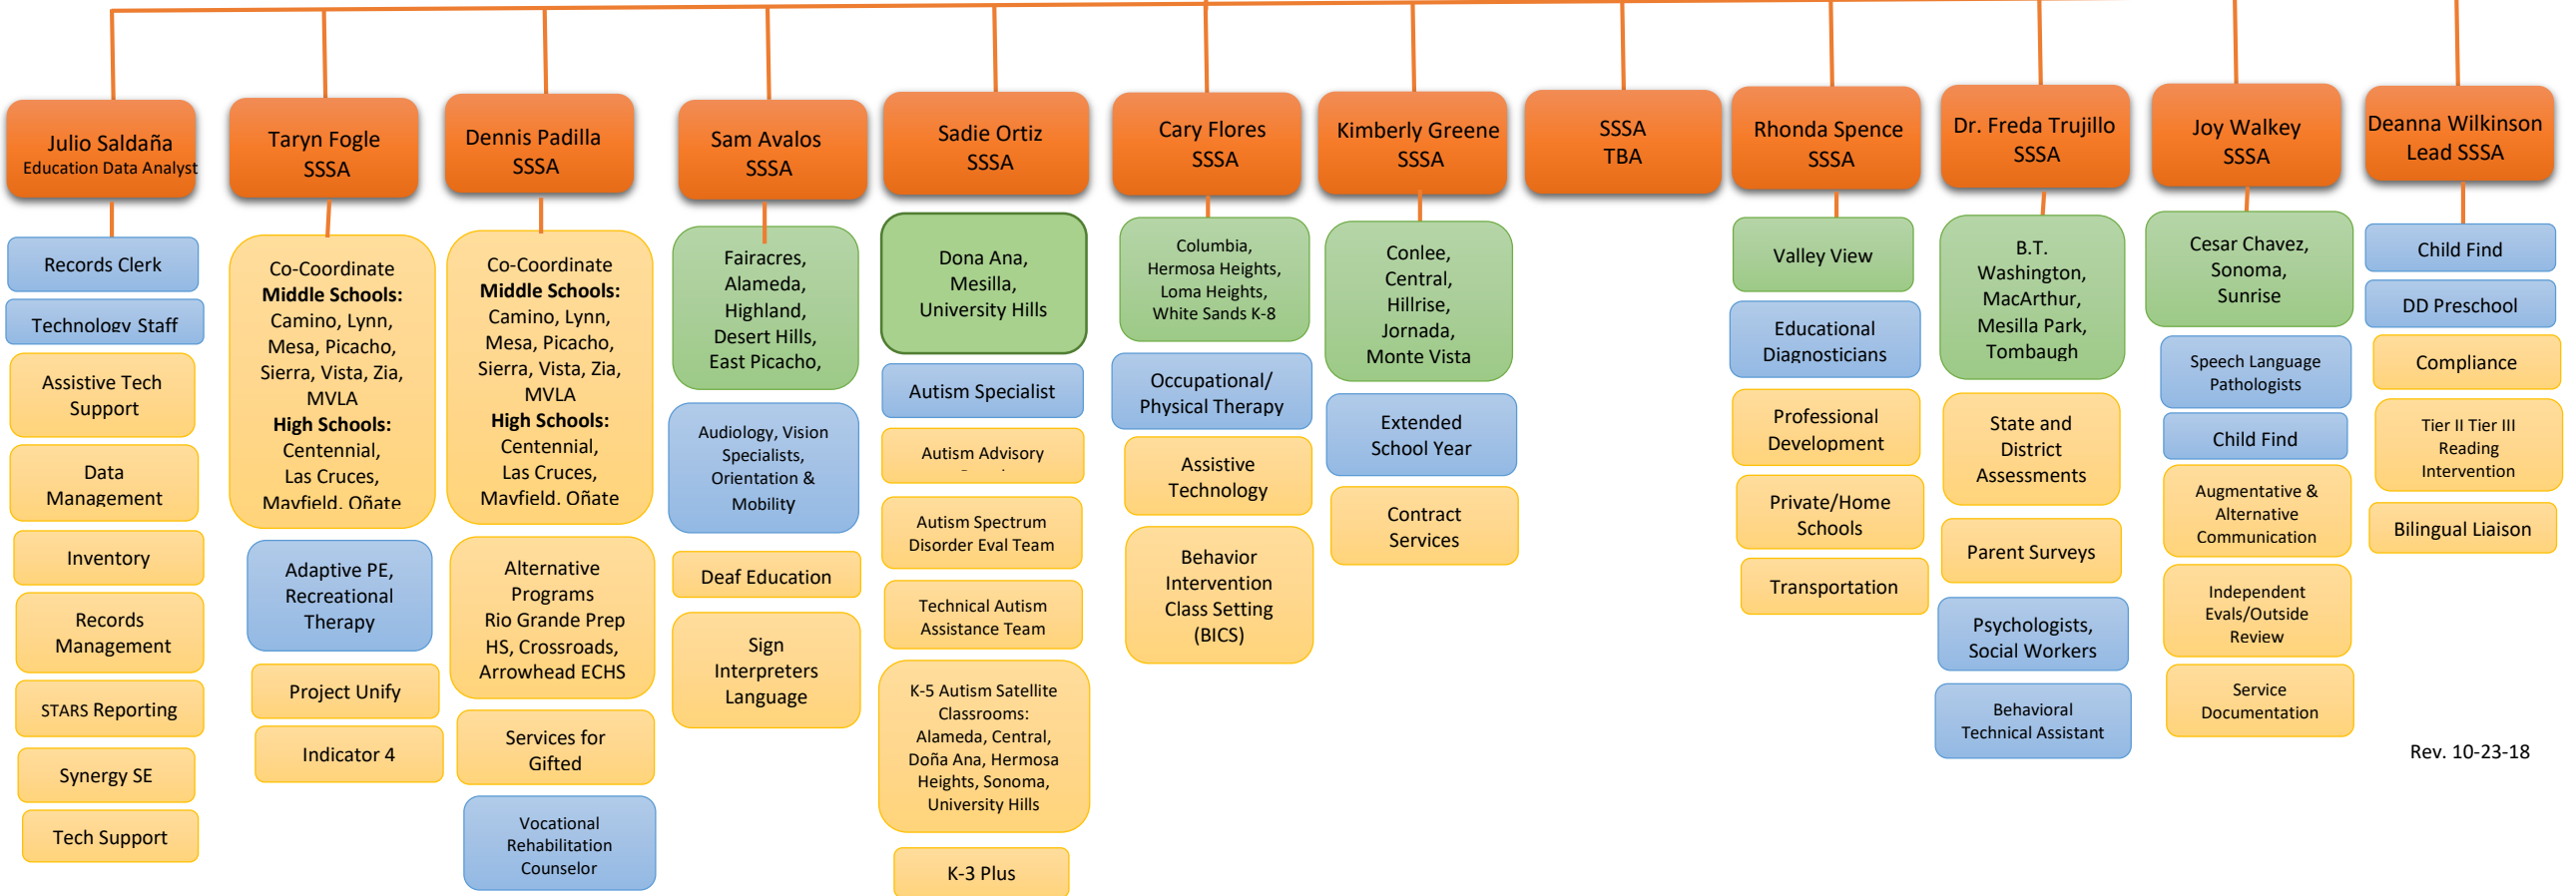 Julio Saldaña
Education Data Analyst
Records Clerk
Technology Staff
Assistive Tech
Support
Data
Management
Inventory
Records
Management
STARS Reporting
Synergy SE
Tech Support
Taryn Fogle
SSSA
Co-Coordinate
Middle Schools:
Camino, Lynn,
Mesa, Picacho,
Sierra, Vista, Zia,
MVLA
High Schools:
Centennial,
Las Cruces,
Mayfield, Oñate
Adaptive PE,
Recreational
Therapy
Project Unify
Indicator 4
Dennis Padilla
SSSA
Co-Coordinate
Middle Schools:
Camino, Lynn,
Mesa, Picacho,
Sierra, Vista, Zia,
MVLA
High Schools:
Centennial,
Las Cruces,
Mayfield, Oñate
Alternative
Programs
Rio Grande Prep
HS, Crossroads,
Arrowhead ECHS
Services for
Gifted
Vocational
Rehabilitation
Counselor
Sam Avalos
SSSA
Fairacres,
Alameda,
Highland,
Desert Hills,
East Picacho,
Audiology, Vision
Specialists,
Orientation &
Mobility
Deaf Education
Sign
Interpreters
Language
Sadie Ortiz
SSSA
Dona Ana,
Mesilla,
University Hills
Autism Specialist
Autism Advisory
Autism Spectrum
Disorder Eval Team
Technical Autism
Assistance Team
K-5 Autism Satellite
Classrooms:
Alameda, Central,
Doña Ana, Hermosa
Heights, Sonoma,
University Hills
K-3 Plus
Cary Flores
SSSA
Columbia,
Hermosa Heights,
Loma Heights,
White Sands K-8
Occupational/
Physical Therapy
Assistive
Technology
Behavior
Intervention
Class Setting
(BICS)
Kimberly Greene
SSSA
Conlee,
Central,
Hillrise,
Jornada,
Monte Vista
Extended
School Year
Contract
Services
SSSA
TBA
Rhonda Spence
SSSA
Valley View
Educational
Diagnosticians
Professional
Development
Private/Home
Schools
Transportation
Dr. Freda Trujillo
SSSA
B.T.
Washington,
MacArthur,
Mesilla Park,
Tombaugh
State and
District
Assessments
Parent Surveys
Psychologists,
Social Workers
Behavioral
Technical Assistant
Joy Walkey
SSSA
Cesar Chavez,
Sonoma,
Sunrise
Speech Language
Pathologists
Child Find
Augmentative &
Alternative
Communication
Independent
Evals/Outside
Review
Service
Documentation
Deanna Wilkinson
Lead SSSA
Child Find
DD Preschool
Compliance
Tier II Tier III
Reading
Intervention
Bilingual Liaison
Rev. 10-23-18